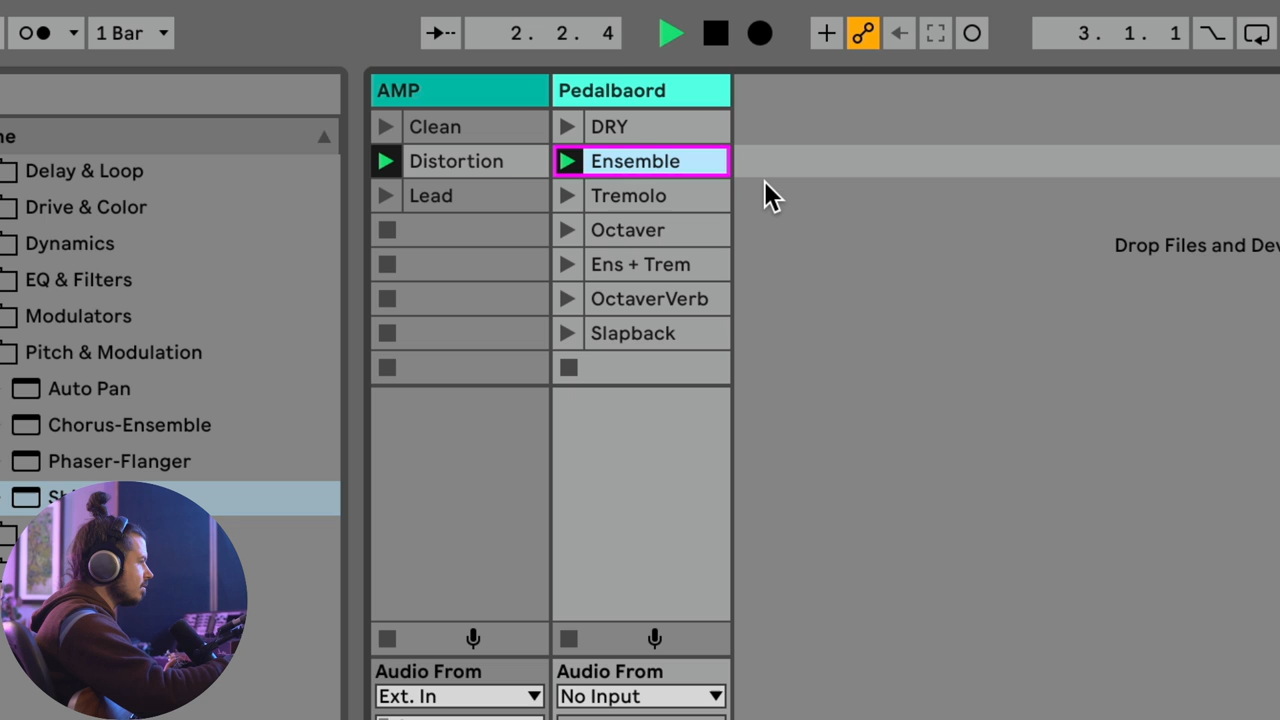 1 Bar
2. 2. 4
3. 1. 1
AMP
Pedalbaord
Clean
DRY
Distortion
Ensemble
Lead
Tremolo
Octaver
Ens + Trem
OctaverVerb
Slapback
Drop Files and Dev
ne
Delay & Loop
Drive & Color
Dynamics
EQ & Filters
Modulators
Pitch & Modulation
Auto Pan
Chorus-Ensemble
Phaser-Flanger
Audio From
Audio From
Ext. In
No Input